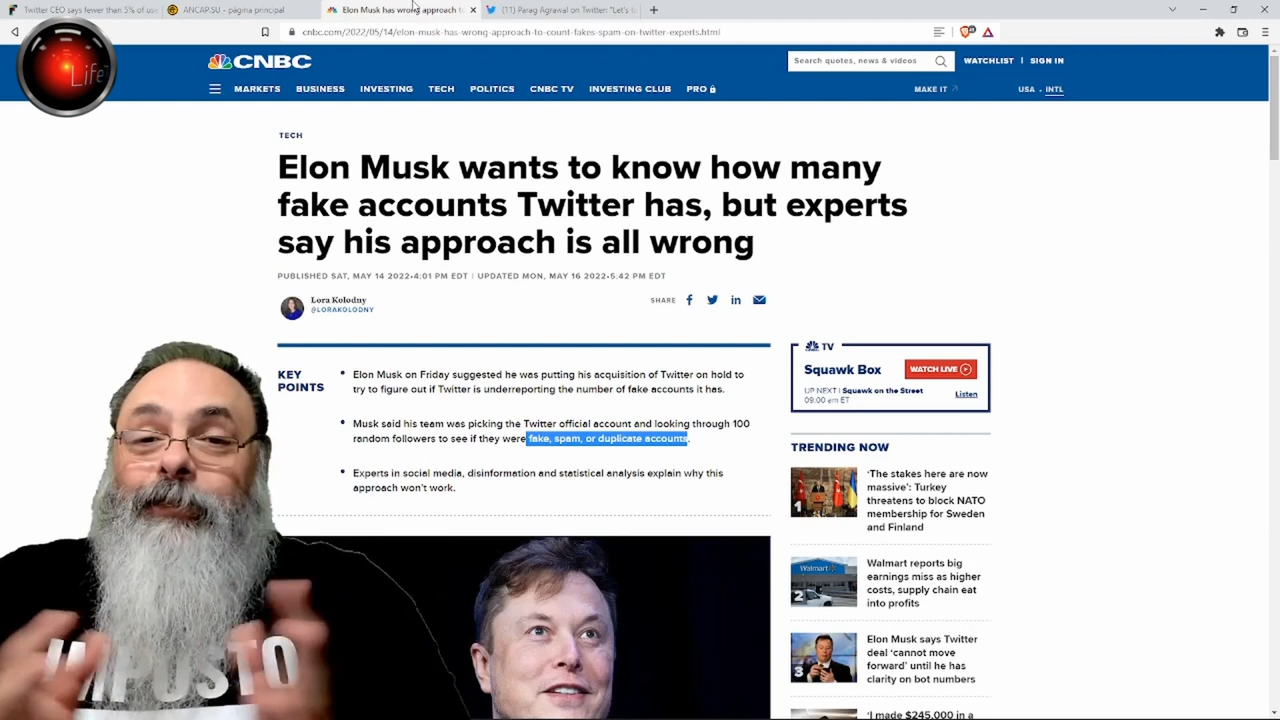 Twitter CEO says fewer than 5% of us
ANCAP.SU - página principal
Elon Musk has wrong approach to
(11) Parag Agrawal on Twitter: "Let's ta
cnbc.com/2022/05/14/elon-musk-has-wrong-approach-to-count-fakes-spam-on-twitter-experts.html
Life
CNBC
Search quotes, news & videos
WATCHLIST
SIGN IN
MARKETS
BUSINESS
INVESTING
TECH
POLITICS
CNBC TV
INVESTING CLUB
PRO
MAKE IT
USA • INTL
TECH
Elon Musk wants to know how many
fake accounts Twitter has, but experts
say his approach is all wrong
PUBLISHED SAT, MAY 14 2022•4:01 PM EDT | UPDATED MON, MAY 16 2022•5:42 PM EDT
Lora Kolodny
@LORAKOLODNY
SHARE
KEY
POINTS
• Elon Musk on Friday suggested he was putting his acquisition of Twitter on hold to
try to figure out if Twitter is underreporting the number of fake accounts it has.
• Musk said his team was picking the Twitter official account and looking through 100
random followers to see if they were fake, spam, or duplicate accounts.
• Experts in social media, disinformation and statistical analysis explain why this
approach won't work.
TV
Squawk Box
WATCH LIVE
UP NEXT | Squawk on the Street
09:00 am ET
Listen
TRENDING NOW
1
'The stakes here are now
massive': Turkey
threatens to block NATO
membership for Sweden
and Finland
Walmart
2
Walmart reports big
earnings miss as higher
costs, supply chain eat
into profits
3
Elon Musk says Twitter
deal 'cannot move
forward' until he has
clarity on bot numbers
'I made $245,000 in a